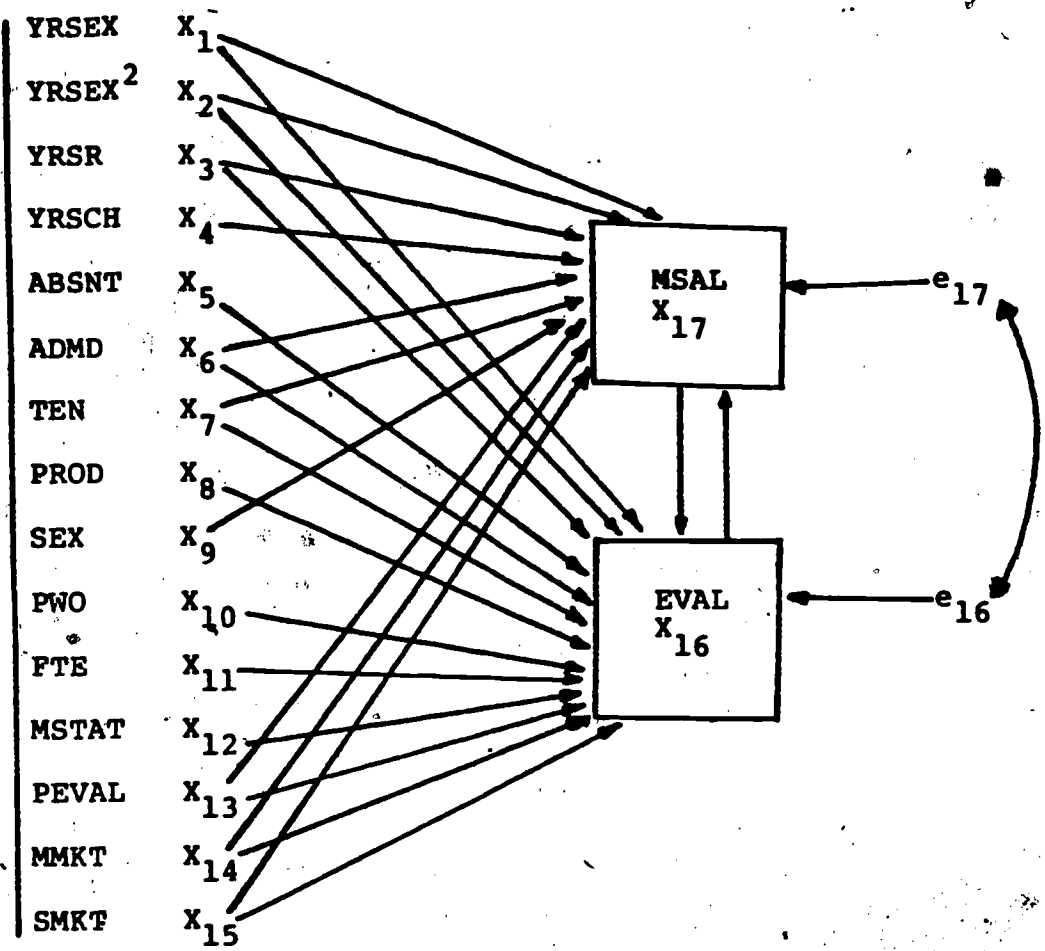 YRSEX X1
YRSEX² X2
YRSR X3
YRSCH X4
ABSNT X5
ADMD X6
TEN X7
PROD X8
SEX X9
PWO X10
FTE X11
MSTAT X12
PEVAL X13
MMKT X14
SMKT X15
MSAL
X17
e17
EVAL
X16
e16